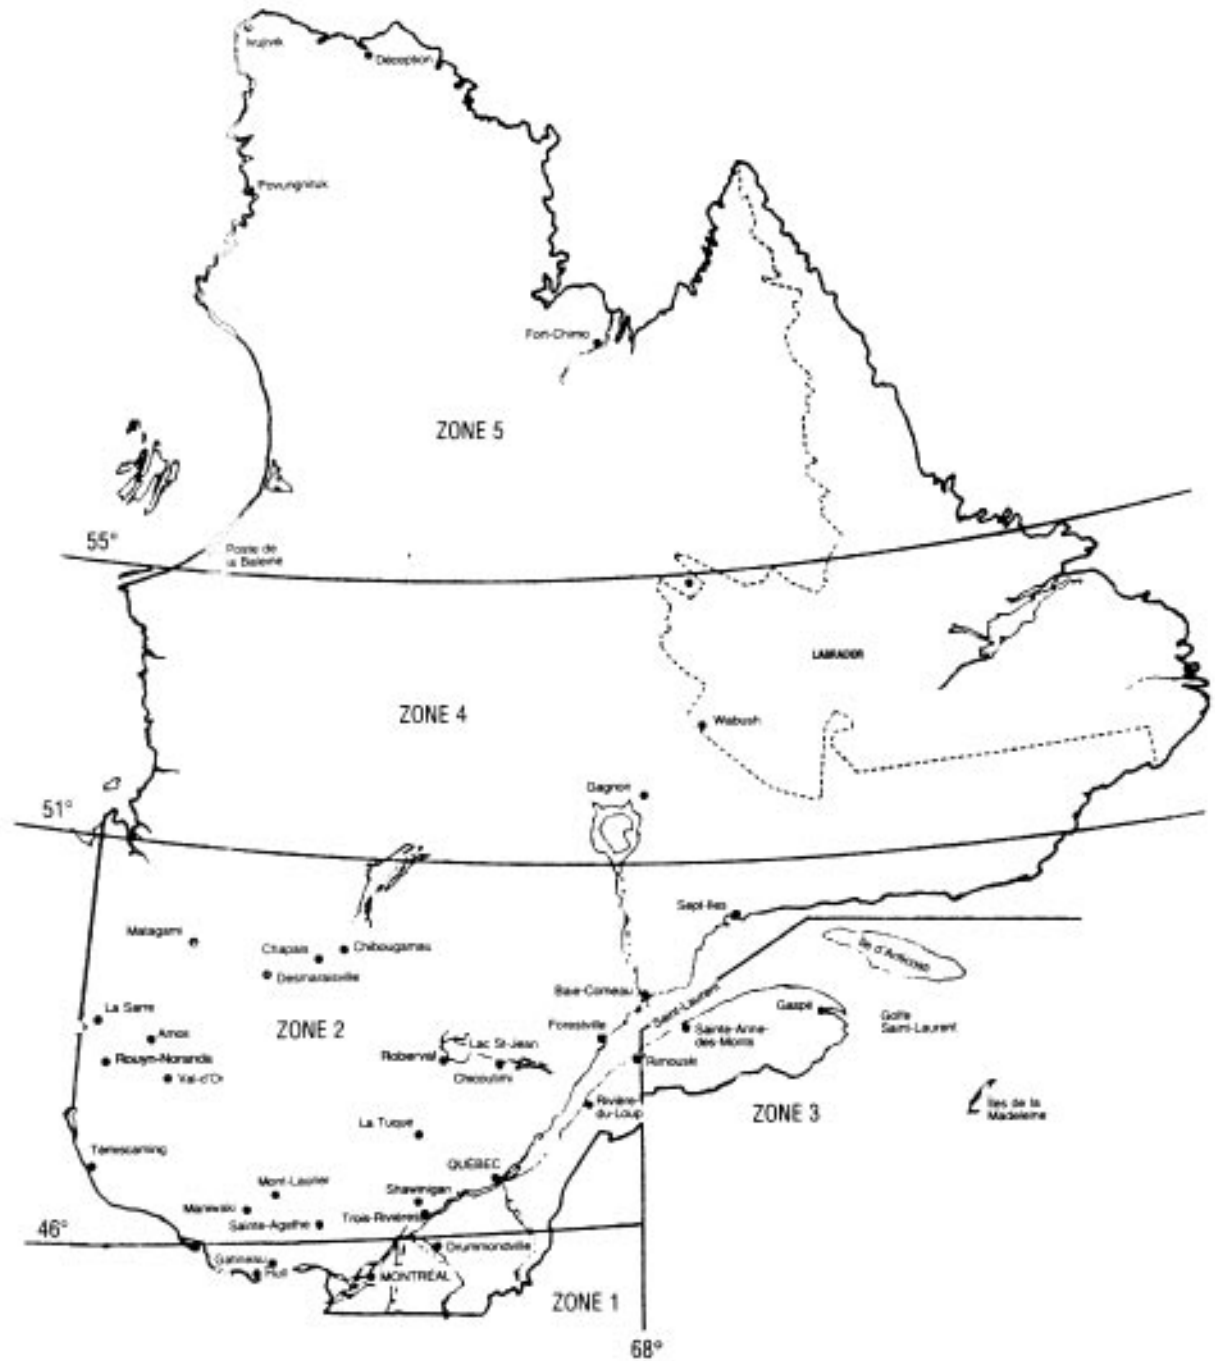 Ivujivik
Déception
Povungnituk
Fort-Chimo
ZONE 5
55°
Poste de
la Baleine
LABRADOR
ZONE 4
Wabush
Gagnon
51°
Sept-Iles
Matagami
Chapais
Chibougamau
Desmaraisville
Ile d'Anticosti
Baie-Comeau
Saint-Laurent
Gaspé
Golfe
Saint-Laurent
La Sarre
Amos
ZONE 2
Forestville
Sainte-Anne-
des-Monts
Rouyn-Noranda
Val-d'Or
Roberval
Lac St-Jean
Chicoutimi
Rimouski
Rivière-
du-Loup
ZONE 3
Îles de la
Madeleine
La Tuque
Témiscaming
QUÉBEC
Mont-Laurier
Shawinigan
Maniwaki
Sainte-Agathe
Trois-Rivières
46°
Drummondville
Gatineau
Hull
MONTRÉAL
ZONE 1
68°